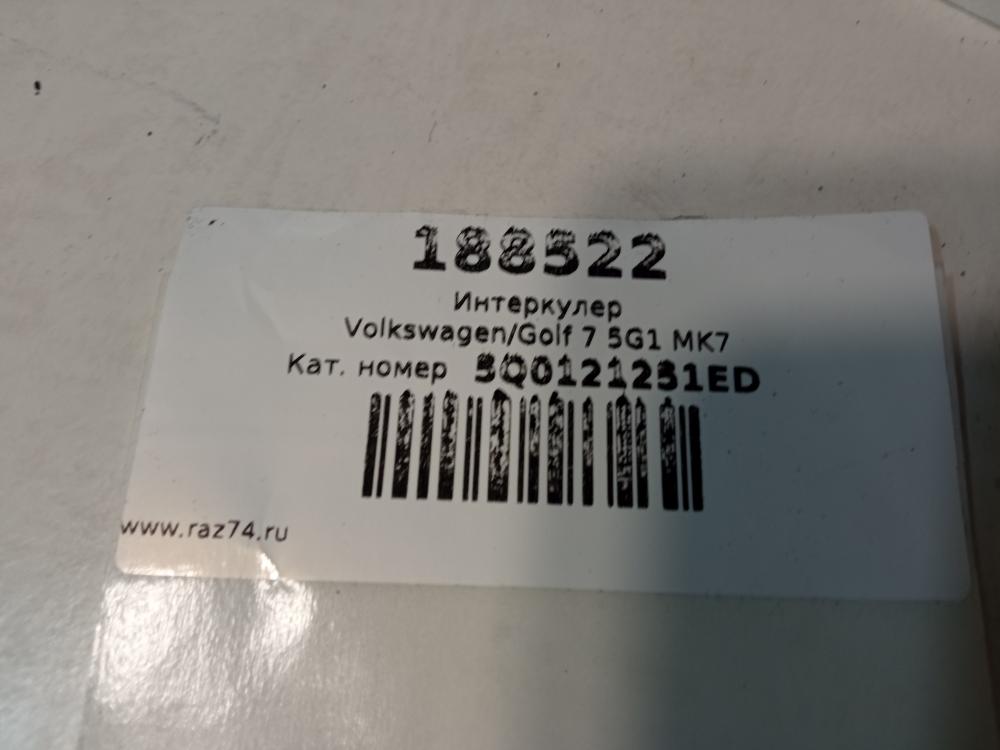 188522
Интеркулер
Volkswagen/Golf 7 5G1 MK7
Кат. номер 5Q0121251ED
www.raz74.ru